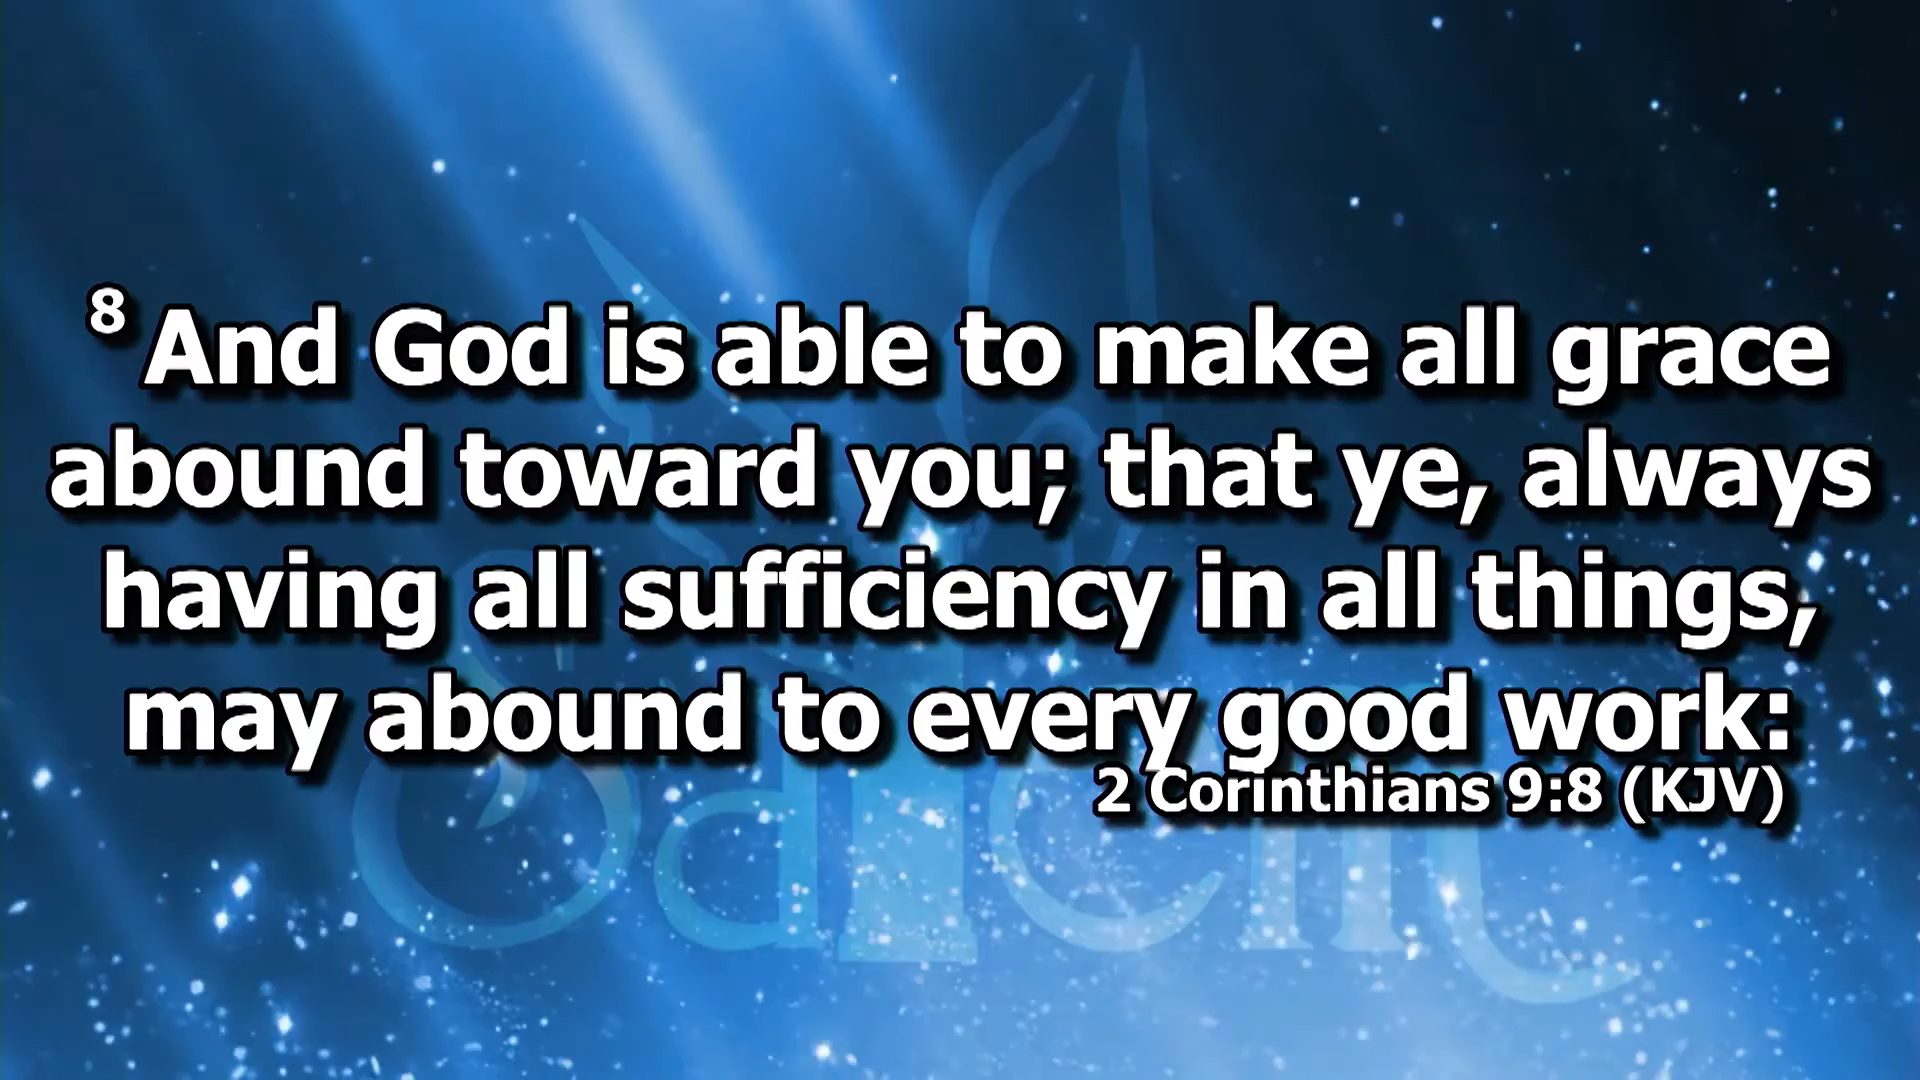 8 And God is able to make all grace
abound toward you; that ye, always
having all sufficiency in all things,
may abound to every good work:
2 Corinthians 9:8 (KJV)